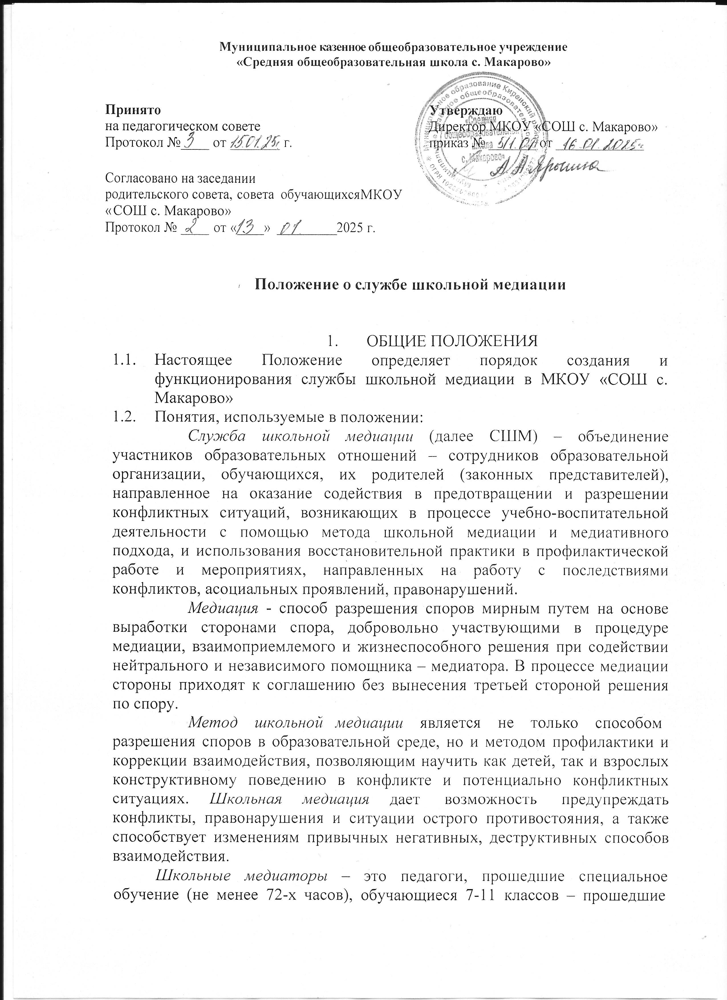 Муниципальное казенное общеобразовательное учреждение
«Средняя общеобразовательная школа с. Макарово»
Принято
на педагогическом совете
Протокол № 3 от 15.01.25г. г.
Согласовано на заседании
родительского совета, совета обучающихсяМКОУ
«СОШ с. Макарово»
Протокол № 2 от «13» 01 2025 г.
Утверждаю
Директор МКОУ «СОШ с. Макарово»
приказ № от 16.01.2025г
А.А Ярыгина
Муниципальное образование Киренский район
общеобразовательное
«Средняя
общеобразовательная
школа
с. Макарово»
Положение о службе школьной медиации
1. ОБЩИЕ ПОЛОЖЕНИЯ
1.1. Настоящее Положение определяет порядок создания и
функционирования службы школьной медиации в МКОУ «СОШ с.
Макарово»
1.2. Понятия, используемые в положении:
Служба школьной медиации (далее СШМ) – объединение
участников образовательных отношений – сотрудников образовательной
организации, обучающихся, их родителей (законных представителей),
направленное на оказание содействия в предотвращении и разрешении
конфликтных ситуаций, возникающих в процессе учебно-воспитательной
деятельности с помощью метода школьной медиации и медиативного
подхода, и использования восстановительной практики в профилактической
работе и мероприятиях, направленных на работу с последствиями
конфликтов, асоциальных проявлений, правонарушений.
Медиация - способ разрешения споров мирным путем на основе
выработки сторонами спора, добровольно участвующими в процедуре
медиации, взаимоприемлемого и жизнеспособного решения при содействии
нейтрального и независимого помощника – медиатора. В процессе медиации
стороны приходят к соглашению без вынесения третьей стороной решения
по спору.
Метод школьной медиации является не только способом
разрешения споров в образовательной среде, но и методом профилактики и
коррекции взаимодействия, позволяющим научить как детей, так и взрослых
конструктивному поведению в конфликте и потенциально конфликтных
ситуациях. Школьная медиация дает возможность предупреждать
конфликты, правонарушения и ситуации острого противостояния, а также
способствует изменениям привычных негативных, деструктивных способов
взаимодействия.
Школьные медиаторы – это педагоги, прошедшие специальное
обучение (не менее 72-х часов), обучающиеся 7-11 классов – прошедшие